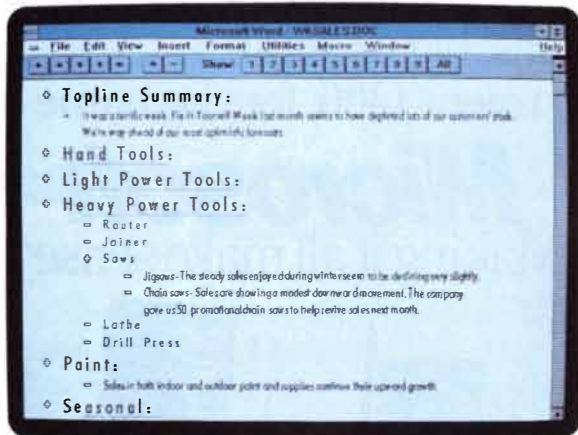 Microsoft Word - WKSALES.DOC
File Edit View Insert Format Utilities Macro Window Help
+ - Show: 1 2 3 4 5 6 7 8 9 All
Topline Summary:
It was a terrific week. Fix It Yourself Week last month seems to have depleted lots of our customers' stock.
We're way ahead of our most optimistic forecasts.
Hand Tools:
Light Power Tools:
Heavy Power Tools:
Router
Joiner
Saws
Jigsaws-The steady sales enjoyed during winter seem to be declining very slightly.
Chain saws- Sales are showing a modest downward movement. The company
gave us 50 promotional chain saws to help revive sales next month.
Lathe
Drill Press
Paint:
Sales in both indoor and outdoor paint and supplies continue their upward growth.
Seasonal: